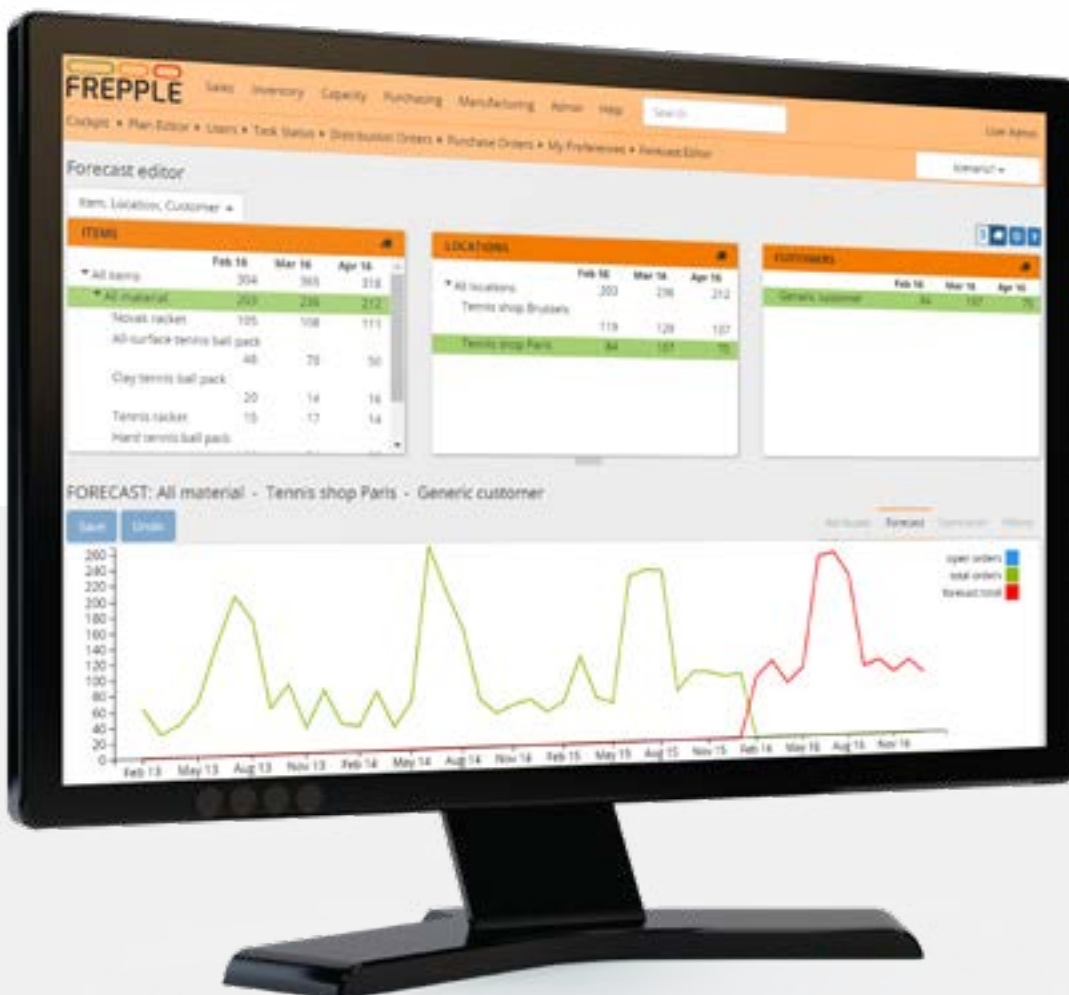 FREPPLE
Sales Inventory Capacity Purchasing Manufacturing Admin Help Search
User Admin
Cockpit • Plan Editor • Users • Task Status • Distribution Orders • Purchase Orders • My Preferences • Forecast Editor
Forecast editor
Item, Location, Customer
ITEMS
Feb 16 Mar 16 Apr 16
All items 304 365 318
All material 203 236 212
Novak racket 105 108 111
All-surface tennis ball pack
48 70 50
Clay tennis ball pack
20 14 16
Tennis racket 15 17 14
Hard tennis ball pack
LOCATIONS
Feb 16 Mar 16 Apr 16
All locations 203 236 212
Tennis shop Brussels
119 129 137
Tennis shop Paris 84 107 75
CUSTOMERS
Feb 16 Mar 16 Apr 16
Generic customer 84 107 75
FORECAST: All material - Tennis shop Paris - Generic customer
Save Undo
Attributes Forecast Comments
open orders
total orders
forecast total
260
240
220
200
180
160
140
120
100
80
60
40
20
0
Feb 13 May 13 Aug 13 Nov 13 Feb 14 May 14 Aug 14 Nov 14 Feb 15 May 15 Aug 15 Nov 15 Feb 16 May 16 Aug 16 Nov 16